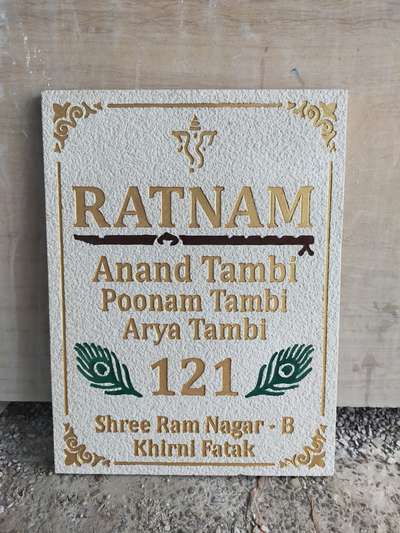 RATNAM
Anand Tambi
Poonam Tambi
Arya Tambi
121
Shree Ram Nagar - B
Khirni Fatak